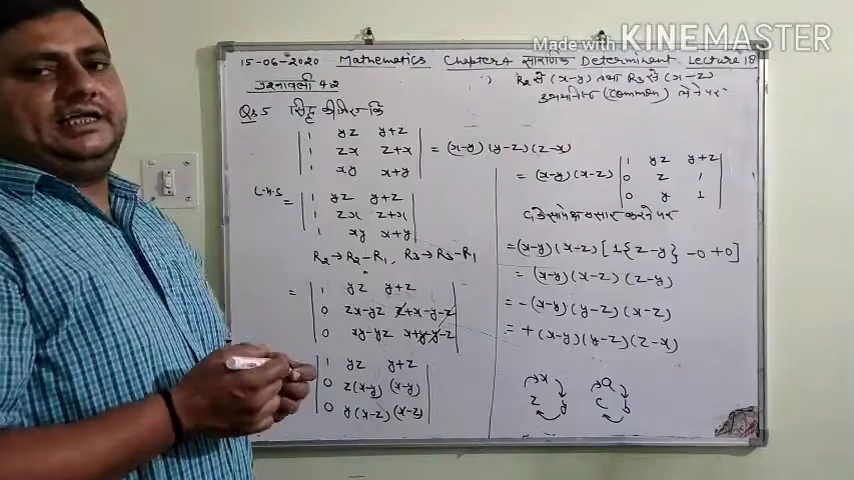 Made with KINEMASTER
15-06-2020 Mathematics Chapter 4 सारणिक Determinant Lecture 18
प्रश्नावली 4.2
Q.5 सिद्ध कीजिए कि
| 1 yz y+z |
| 1 zx z+x | = (x-y)(y-z)(z-x)
| 1 xy x+y |
L.H.S
= | 1 yz y+z |
| 1 zx z+x |
| 1 xy x+y |
R₂→R₂-R₁, R₃→R₃-R₁
= | 1 yz y+z |
| 0 zx-yz z+x-y-z |
| 0 xy-yz x+y-y-z |
| 1 yz y+z |
| 0 z(x-y) (x-y) |
| 0 y(x-z) (x-z) |
R₂ से (x-y) तथा R₃ से (x-z)
उभयनिष्ठ (common) लेने पर
= (x-y)(x-z) | 1 yz y+z |
| 0 z 1 |
| 0 y 1 |
C₁ के सापेक्ष प्रसार करने पर
= (x-y)(x-z)[1{z-y} -0+0]
= (x-y)(x-z)(z-y)
= -(x-y)(y-z)(x-z)
= +(x-y)(y-z)(z-x)
x a
z y c b